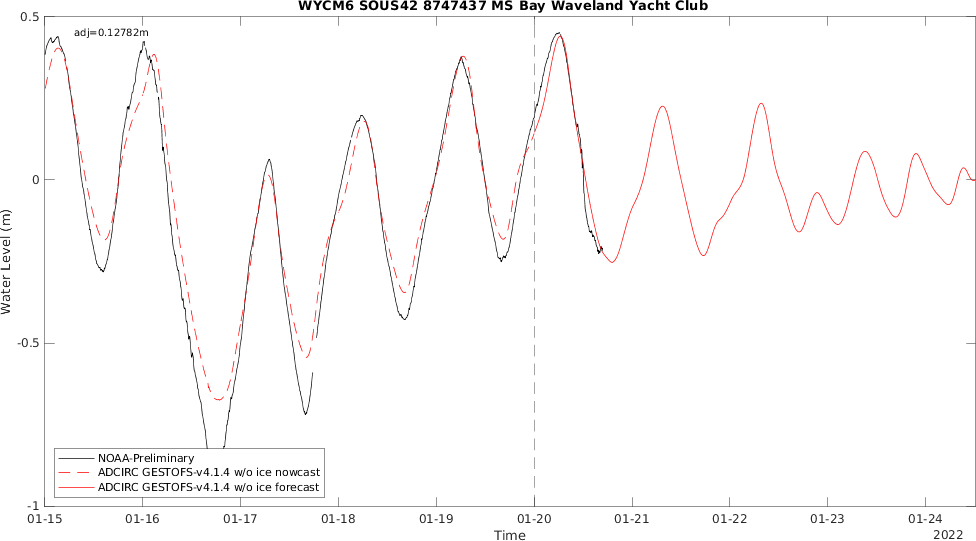 WYCM6 SOUS42 8747437 MS Bay Waveland Yacht Club
adj=0.12782m
0.5
0
-0.5
-1
Water Level (m)
NOAA-Preliminary
ADCIRC GESTOFS-v4.1.4 w/o ice nowcast
ADCIRC GESTOFS-v4.1.4 w/o ice forecast
01-15 01-16 01-17 01-18 01-19 01-20 01-21 01-22 01-23 01-24
Time
2022